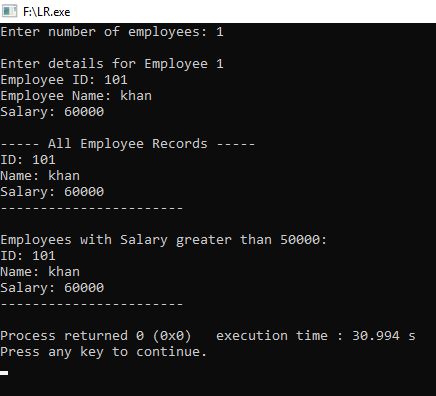 F:\LR.exe
Enter number of employees: 1
Enter details for Employee 1
Employee ID: 101
Employee Name: khan
Salary: 60000
----- All Employee Records -----
ID: 101
Name: khan
Salary: 60000
-----------------------
Employees with Salary greater than 50000:
ID: 101
Name: khan
Salary: 60000
-----------------------
Process returned 0 (0x0)   execution time : 30.994 s
Press any key to continue.